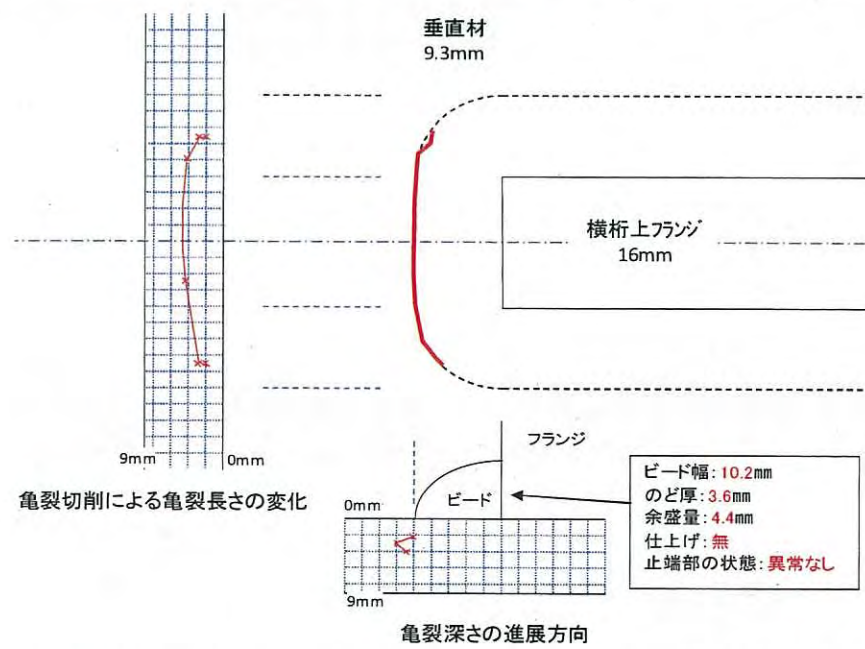 垂直材
9.3mm
横桁上フランジ
16mm
9mm
0mm
亀裂切削による亀裂長さの変化
フランジ
ビード
0mm
9mm
亀裂深さの進展方向
ビード幅:10.2mm
のど厚:3.6mm
余盛量:4.4mm
仕上げ:無
止端部の状態:異常なし